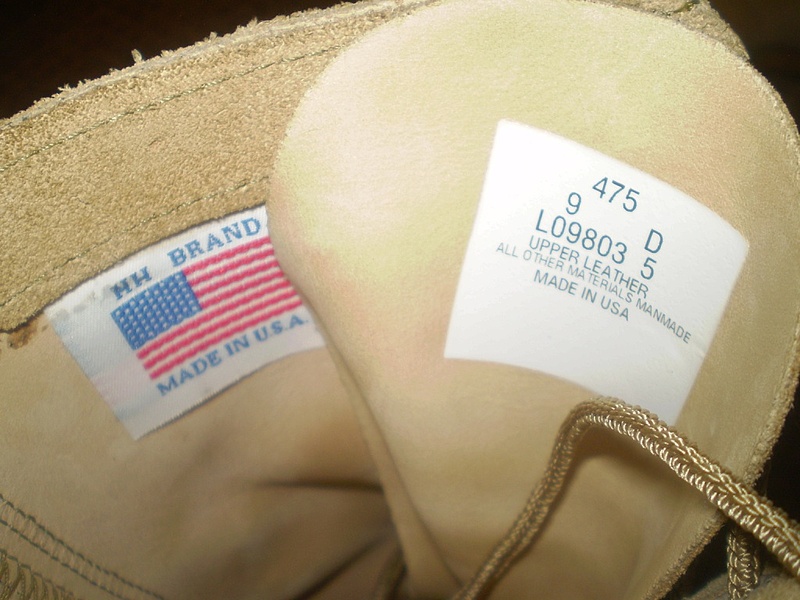 HH BRAND
MADE IN U.S.A.
475
9 D
L09803 5
UPPER LEATHER
ALL OTHER MATERIALS MANMADE
MADE IN USA